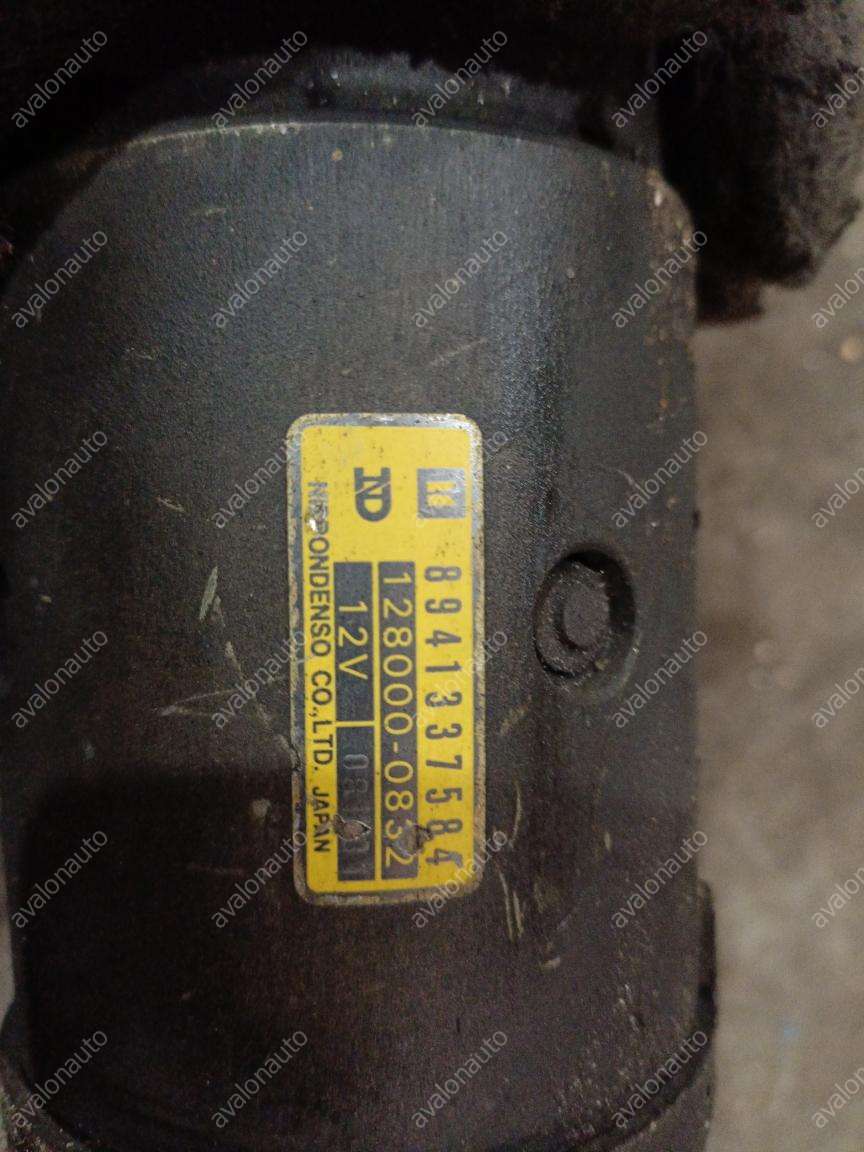 8941337584
ND
128000-0832
12V
NIPPONDENSO CO.,LTD. JAPAN
avalonauto